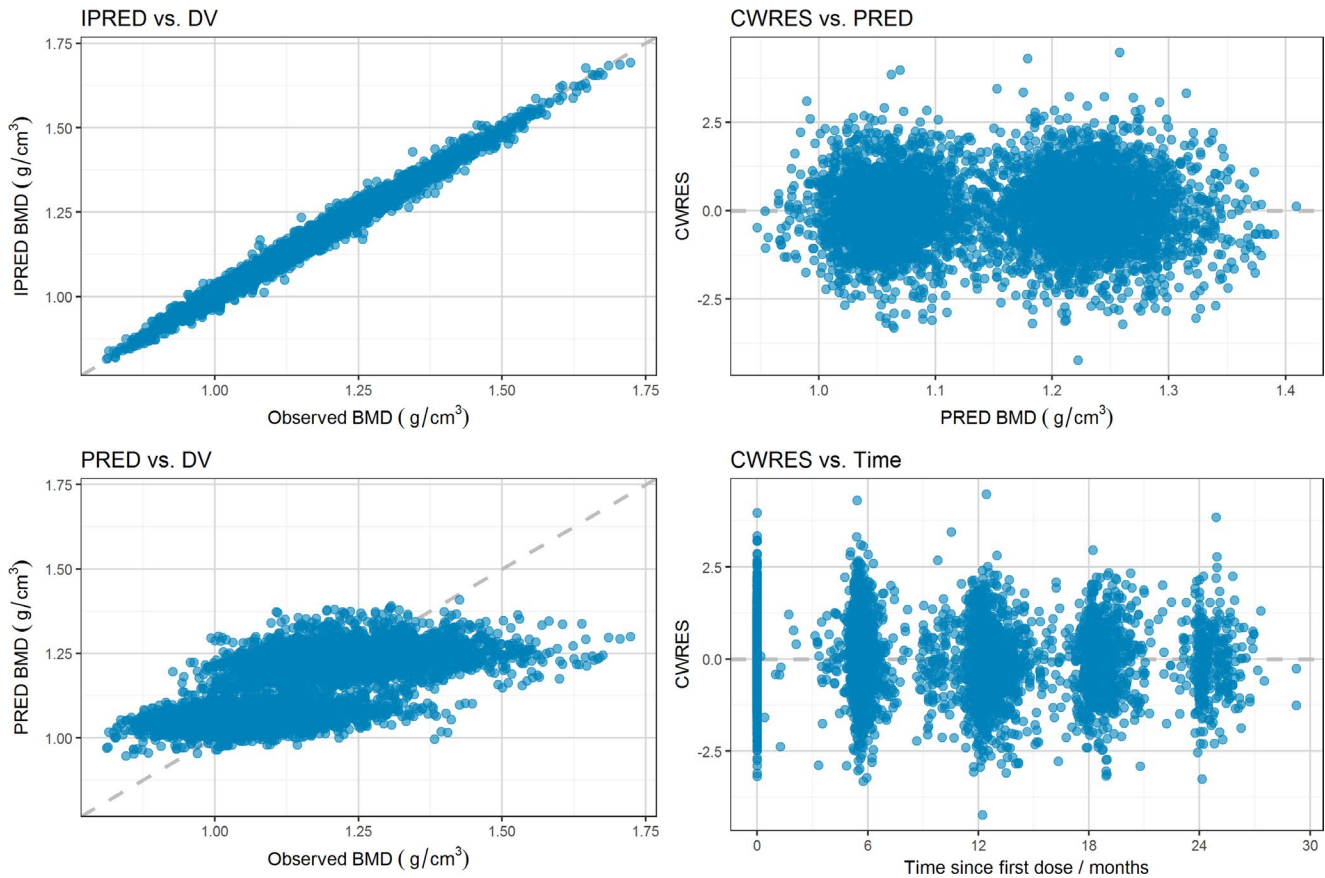 IPRED vs. DV
1.75
1.50
1.25
1.00
IPRED BMD ( g/cm³)
1.00 1.25 1.50 1.75
Observed BMD ( g/cm³)
CWRES vs. PRED
2.5
0.0
-2.5
CWRES
1.0 1.1 1.2 1.3 1.4
PRED BMD ( g/cm³)
PRED vs. DV
1.75
1.50
1.25
1.00
PRED BMD ( g/cm³)
1.00 1.25 1.50 1.75
Observed BMD ( g/cm³)
CWRES vs. Time
2.5
0.0
-2.5
CWRES
0 6 12 18 24 30
Time since first dose / months